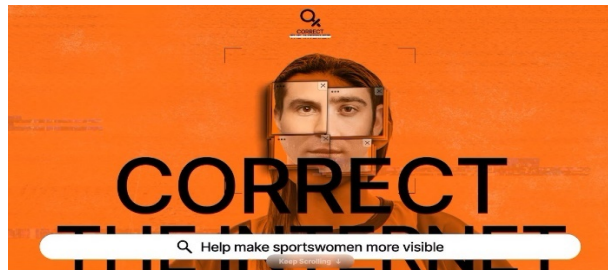 CORRECT
CORRECT
THE INTERNET
Help make sportswomen more visible
Keep Scrolling ↓